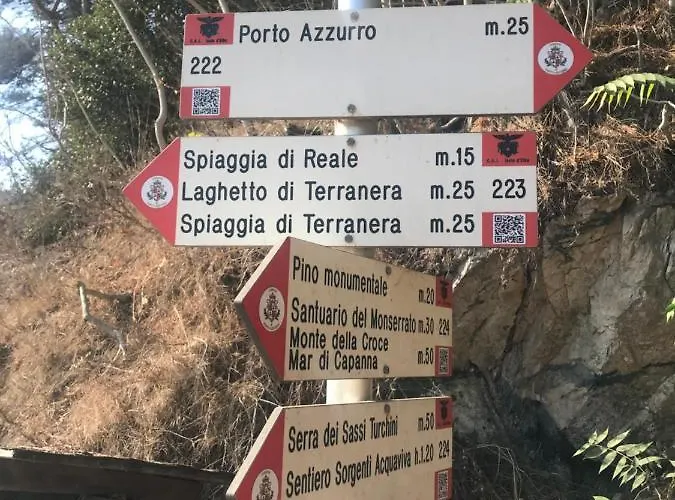 C.A.I. Isola d'Elba
Porto Azzurro m.25
222
Spiaggia di Reale m.15
Laghetto di Terranera m.25 223
Spiaggia di Terranera m.25
Pino monumentale m.20
Santuario del Monserrato m.30 224
Monte della Croce
Mar di Capanna m.50
Serra dei Sassi Turchini m.50
Sentiero Sorgenti Acquaviva h.1.20 224